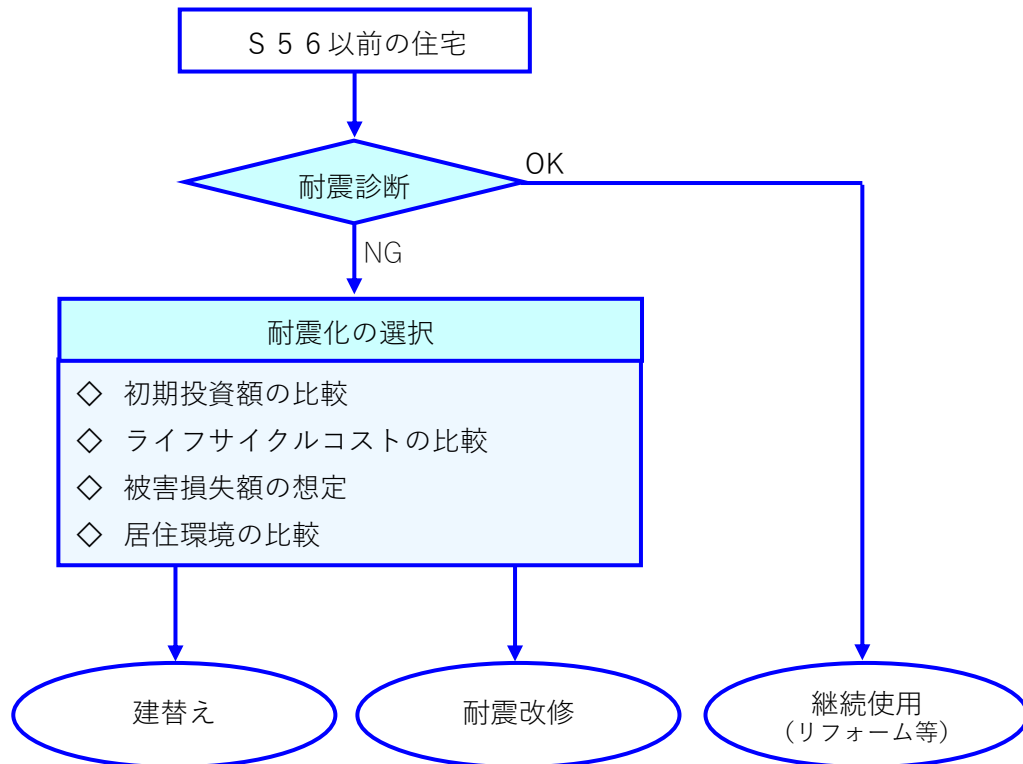 Ｓ５６以前の住宅
耐震診断
OK
NG
耐震化の選択
◇ 初期投資額の比較
◇ ライフサイクルコストの比較
◇ 被害損失額の想定
◇ 居住環境の比較
建替え
耐震改修
継続使用
（リフォーム等）